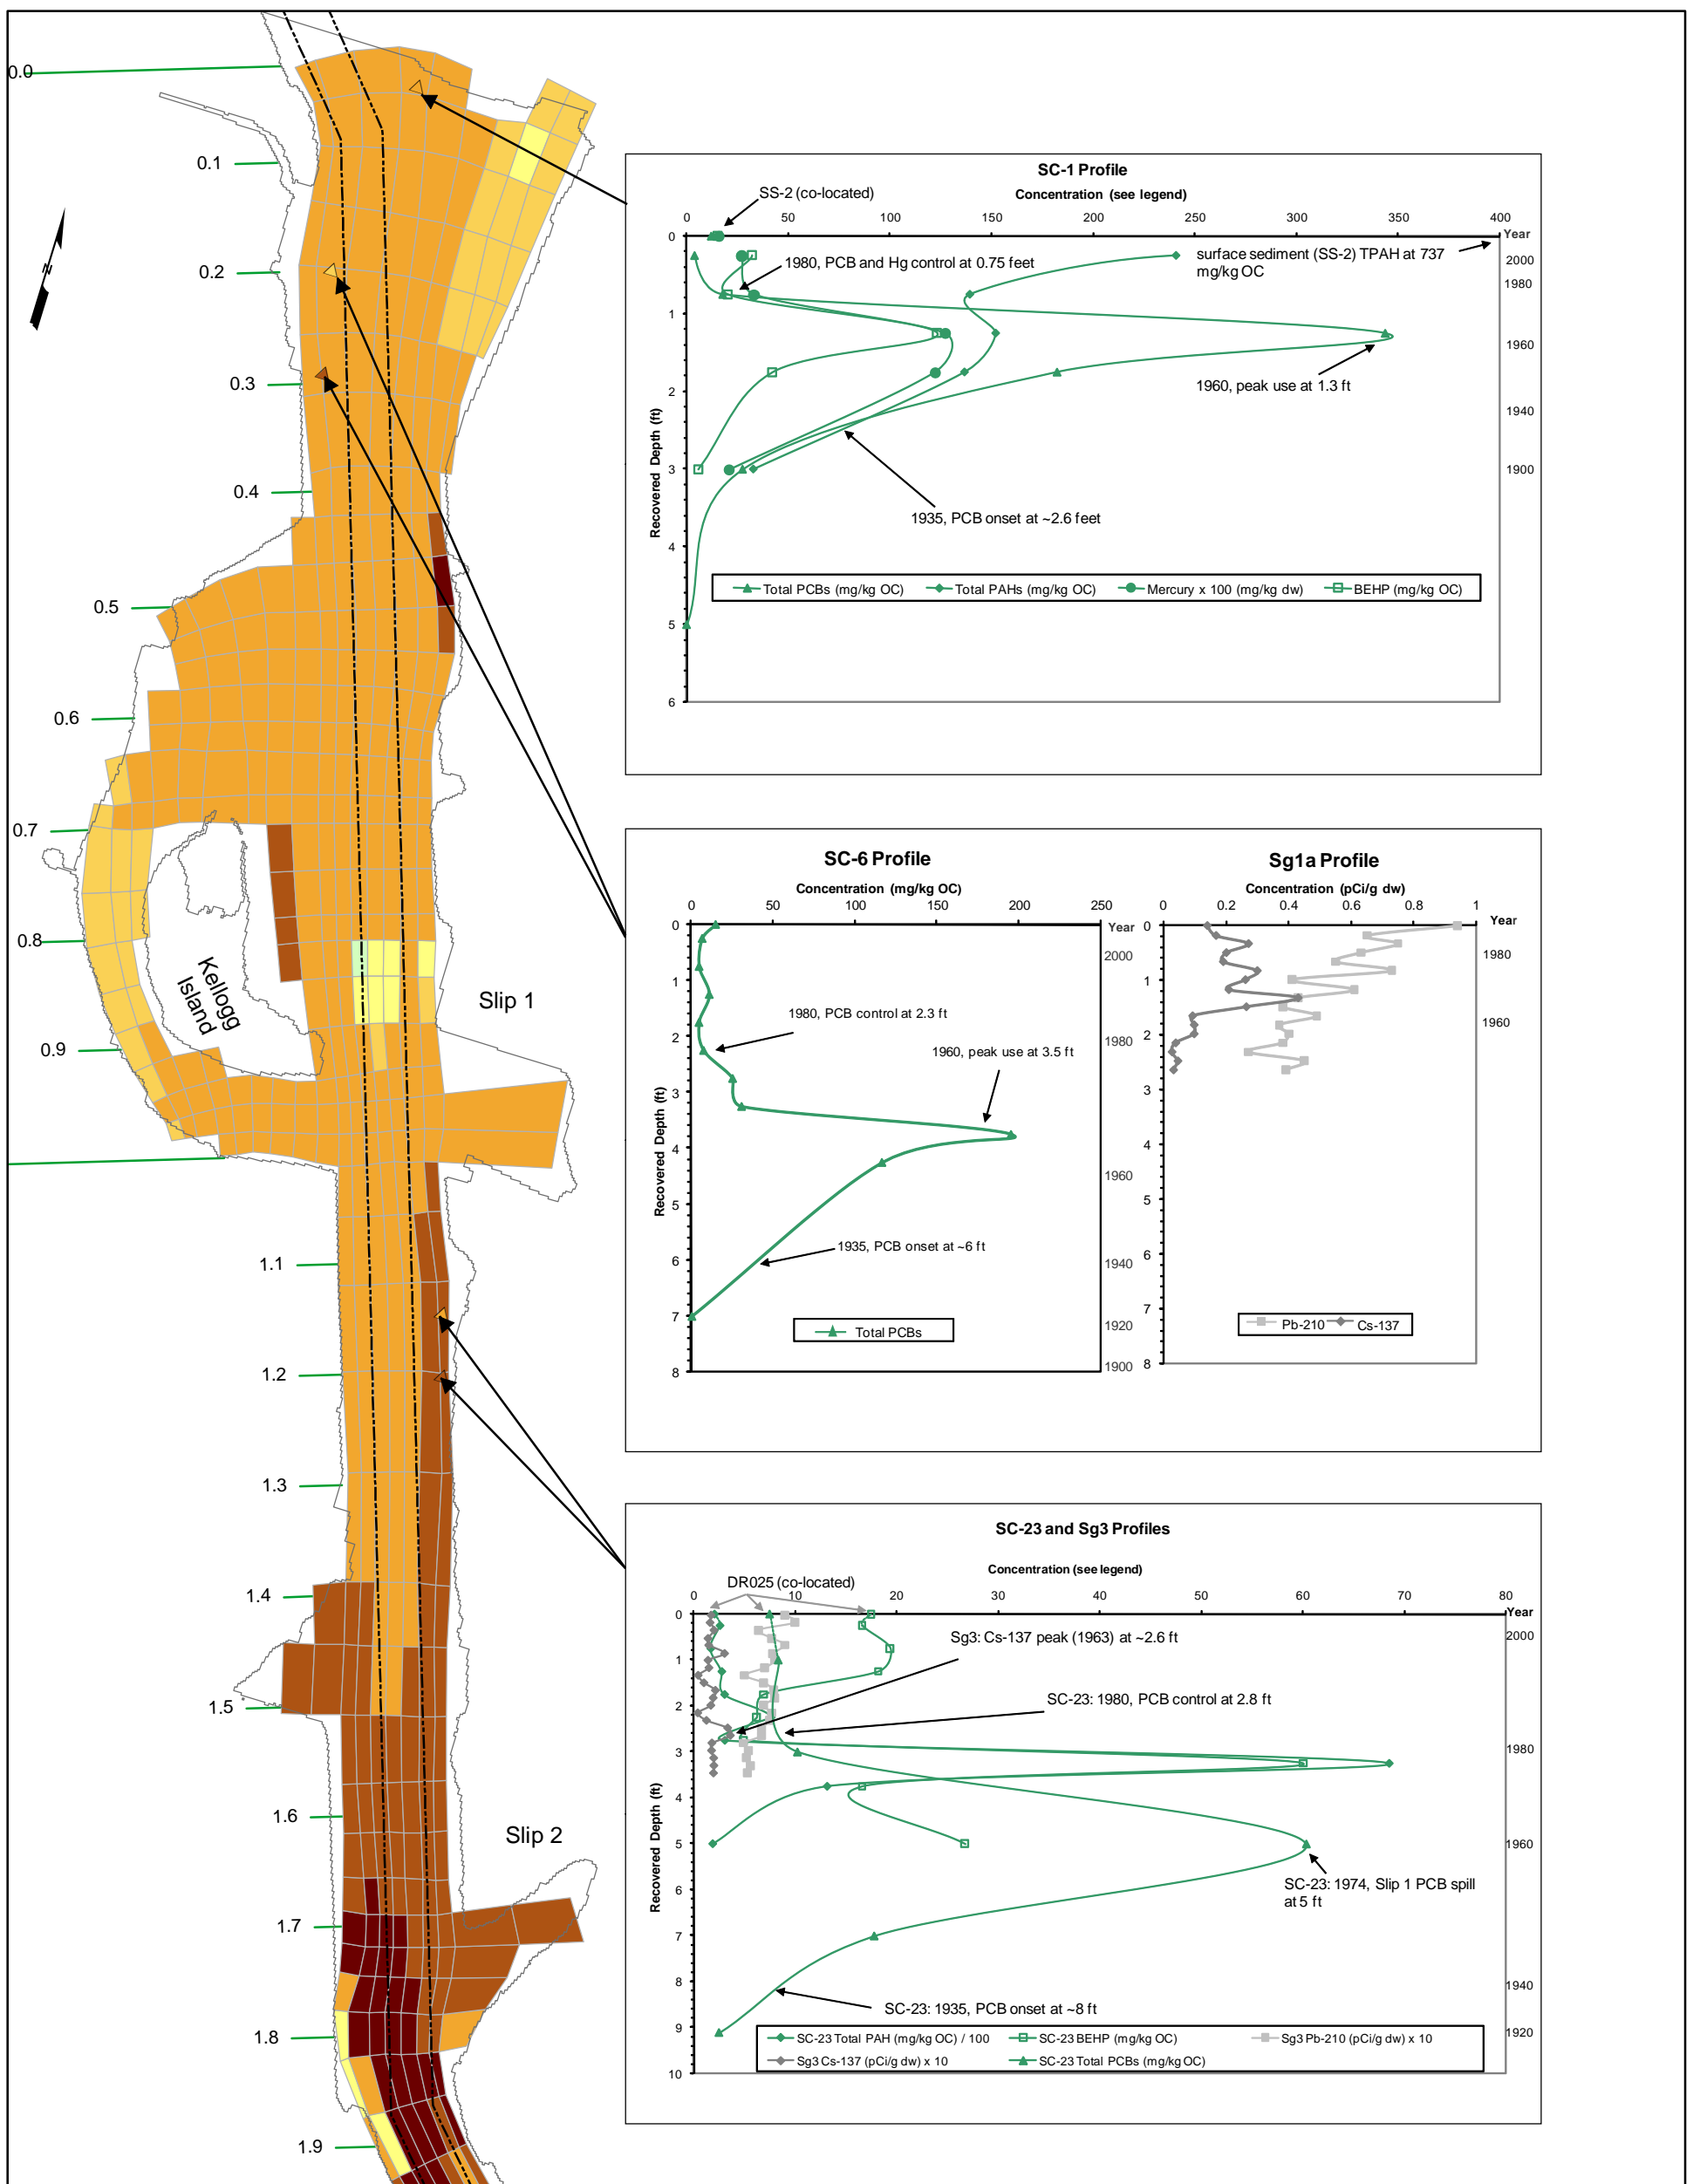 0.0
0.1
0.2
0.3
0.4
0.5
0.6
0.7
0.8
0.9
1.1
1.2
1.3
1.4
1.5
1.6
1.7
1.8
1.9
N
Kellogg
Island
Slip 1
Slip 2
SC-1 Profile
SS-2 (co-located)
Concentration (see legend)
0 50 100 150 200 250 300 350 400
Year
1980, PCB and Hg control at 0.75 feet
surface sediment (SS-2) TPAH at 737
mg/kg OC
1960, peak use at 1.3 ft
1935, PCB onset at ~2.6 feet
Recovered Depth (ft)
0
1
2
3
4
5
6
2000
1980
1960
1940
1900
Total PCBs (mg/kg OC) Total PAHs (mg/kg OC) Mercury x 100 (mg/kg dw) BEHP (mg/kg OC)
SC-6 Profile
Concentration (mg/kg OC)
0 50 100 150 200 250
Year
1980, PCB control at 2.3 ft
1960, peak use at 3.5 ft
1935, PCB onset at ~6 ft
Recovered Depth (ft)
0
1
2
3
4
5
6
7
8
2000
1980
1960
1940
1920
1900
Total PCBs
Sg1a Profile
Concentration (pCi/g dw)
0 0.2 0.4 0.6 0.8 1
Year
0
1
2
3
4
5
6
7
8
1980
1960
Pb-210 Cs-137
SC-23 and Sg3 Profiles
Concentration (see legend)
DR025 (co-located)
0 10 20 30 40 50 60 70 80
Year
Sg3: Cs-137 peak (1963) at ~2.6 ft
SC-23: 1980, PCB control at 2.8 ft
SC-23: 1974, Slip 1 PCB spill
at 5 ft
SC-23: 1935, PCB onset at ~8 ft
Recovered Depth (ft)
0
1
2
3
4
5
6
7
8
9
10
2000
1980
1960
1940
1920
SC-23 Total PAH (mg/kg OC) / 100 SC-23 BEHP (mg/kg OC) Sg3 Pb-210 (pCi/g dw) x 10
Sg3 Cs-137 (pCi/g dw) x 10 SC-23 Total PCBs (mg/kg OC)